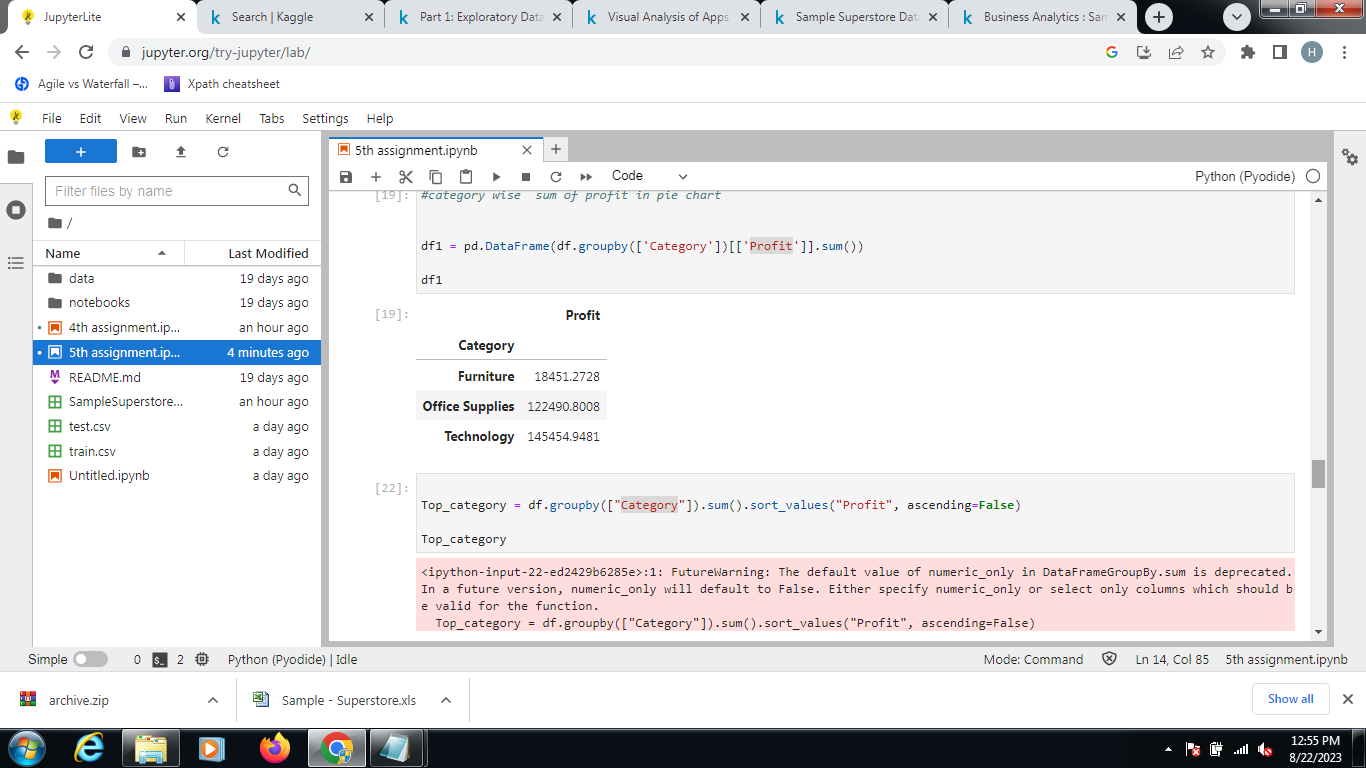 JupyterLite
Search | Kaggle
Part 1: Exploratory Data
Visual Analysis of Apps
Sample Superstore Data
Business Analytics : Sam
jupyter.org/try-jupyter/lab/
H
Agile vs Waterfall –...
Xpath cheatsheet
File Edit View Run Kernel Tabs Settings Help
5th assignment.ipynb
Filter files by name
Code
Python (Pyodide)
/
Name
Last Modified
data 19 days ago
notebooks 19 days ago
4th assignment.ip... an hour ago
5th assignment.ip... 4 minutes ago
README.md 19 days ago
SampleSuperstore... an hour ago
test.csv a day ago
train.csv a day ago
Untitled.ipynb a day ago
[19]: #category wise  sum of profit in pie chart
df1 = pd.DataFrame(df.groupby(['Category'])[['Profit']].sum())
df1
[19]: Profit
Category
Furniture 18451.2728
Office Supplies 122490.8008
Technology 145454.9481
[22]:
Top_category = df.groupby(["Category"]).sum().sort_values("Profit", ascending=False)
Top_category
<ipython-input-22-ed2429b6285e>:1: FutureWarning: The default value of numeric_only in DataFrameGroupBy.sum is deprecated.
In a future version, numeric_only will default to False. Either specify numeric_only or select only columns which should b
e valid for the function.
Top_category = df.groupby(["Category"]).sum().sort_values("Profit", ascending=False)
Simple 0 2 Python (Pyodide) | Idle
Mode: Command Ln 14, Col 85 5th assignment.ipynb
archive.zip
Sample - Superstore.xls
Show all
12:55 PM
8/22/2023